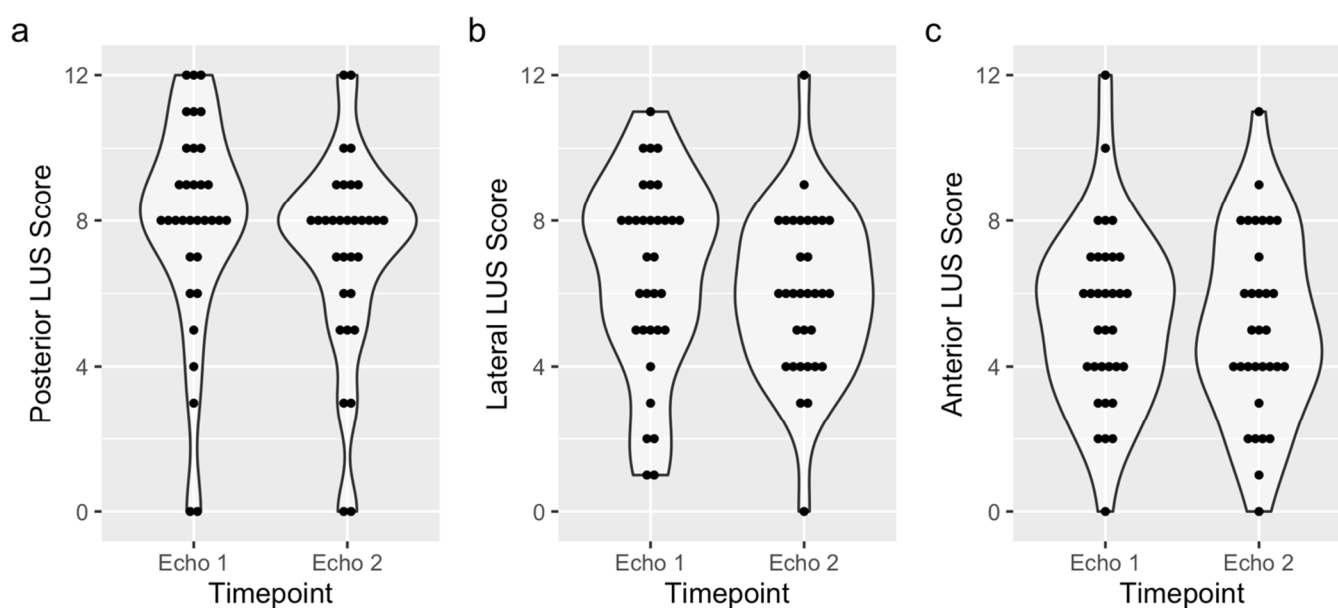 a
Posterior LUS Score
12
8
4
0
Echo 1 Echo 2
Timepoint
b
Lateral LUS Score
12
8
4
0
Echo 1 Echo 2
Timepoint
c
Anterior LUS Score
12
8
4
0
Echo 1 Echo 2
Timepoint